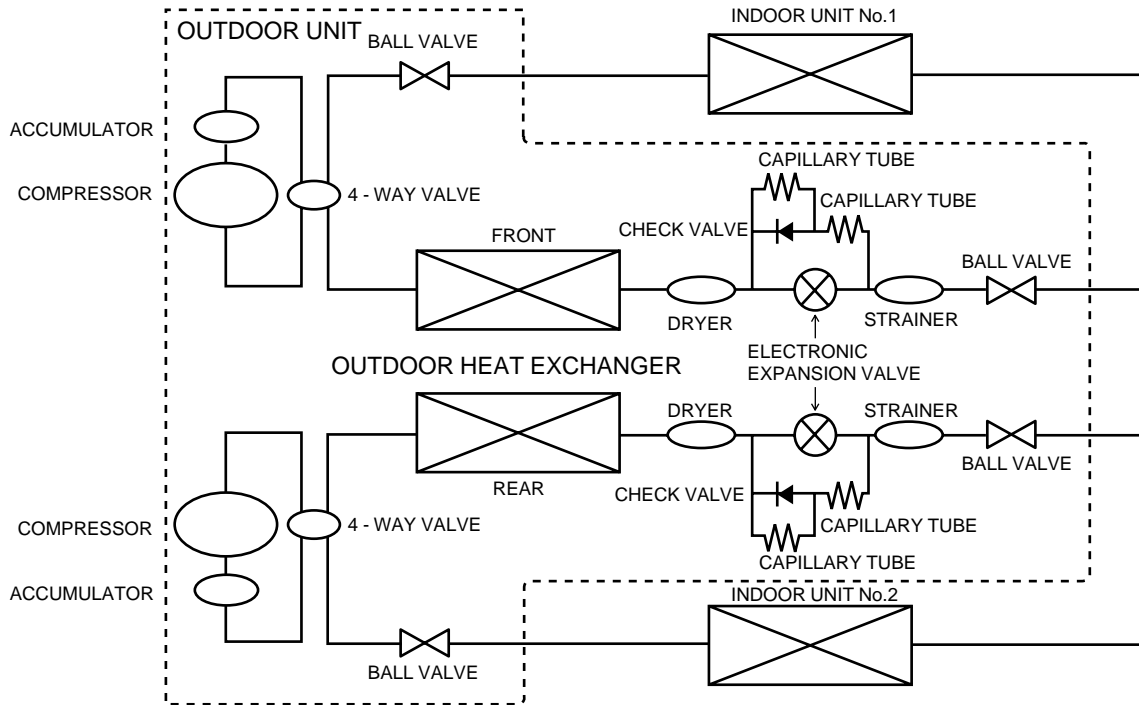 INDOOR UNIT No.1
OUTDOOR UNIT
BALL VALVE
ACCUMULATOR
COMPRESSOR
4 - WAY VALVE
CAPILLARY TUBE
CAPILLARY TUBE
CHECK VALVE
FRONT
BALL VALVE
DRYER
STRAINER
ELECTRONIC
EXPANSION VALVE
OUTDOOR HEAT EXCHANGER
DRYER
STRAINER
BALL VALVE
REAR
CHECK VALVE
COMPRESSOR
4 - WAY VALVE
CAPILLARY TUBE
CAPILLARY TUBE
ACCUMULATOR
INDOOR UNIT No.2
BALL VALVE